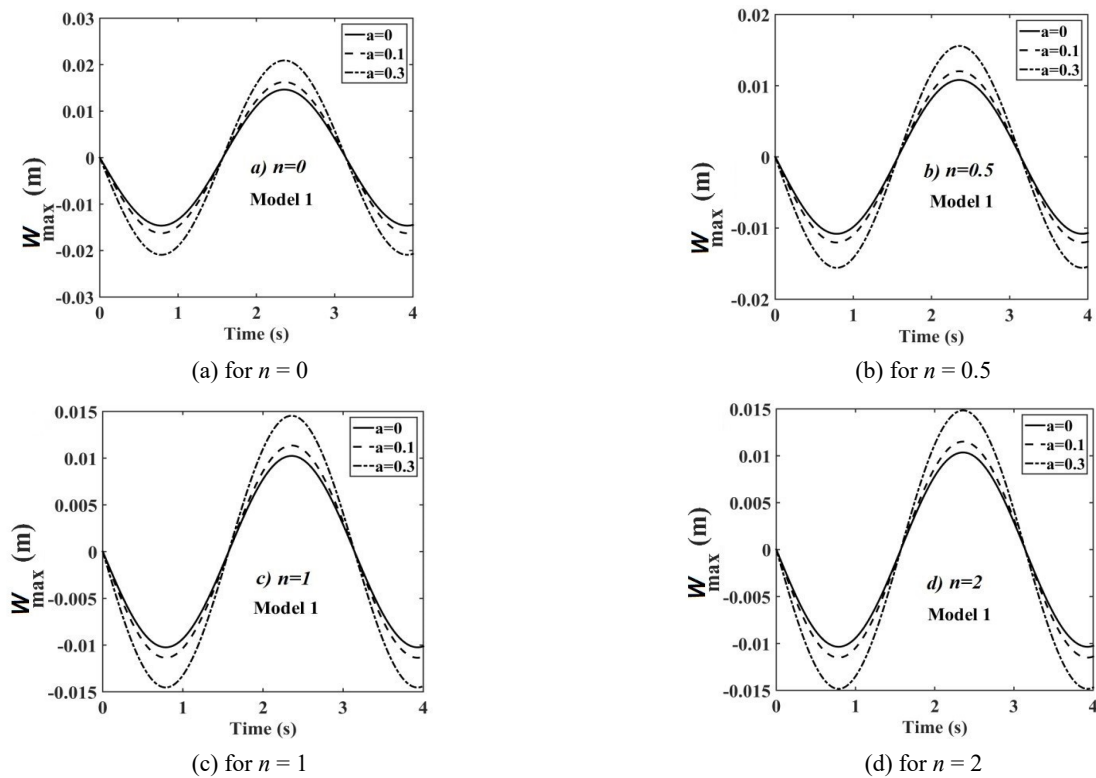 0.03
0.02
0.01
0
-0.01
-0.02
-0.03
W max (m)
0 1 2 3 4
Time (s)
a=0
a=0.1
a=0.3
a) n=0
Model 1
(a) for n = 0
0.02
0.01
0
-0.01
-0.02
W max (m)
0 1 2 3 4
Time (s)
a=0
a=0.1
a=0.3
b) n=0.5
Model 1
(b) for n = 0.5
0.015
0.01
0.005
0
-0.005
-0.01
-0.015
W max (m)
0 1 2 3 4
Time (s)
a=0
a=0.1
a=0.3
c) n=1
Model 1
(c) for n = 1
0.015
0.01
0.005
0
-0.005
-0.01
-0.015
W max (m)
0 1 2 3 4
Time (s)
a=0
a=0.1
a=0.3
d) n=2
Model 1
(d) for n = 2